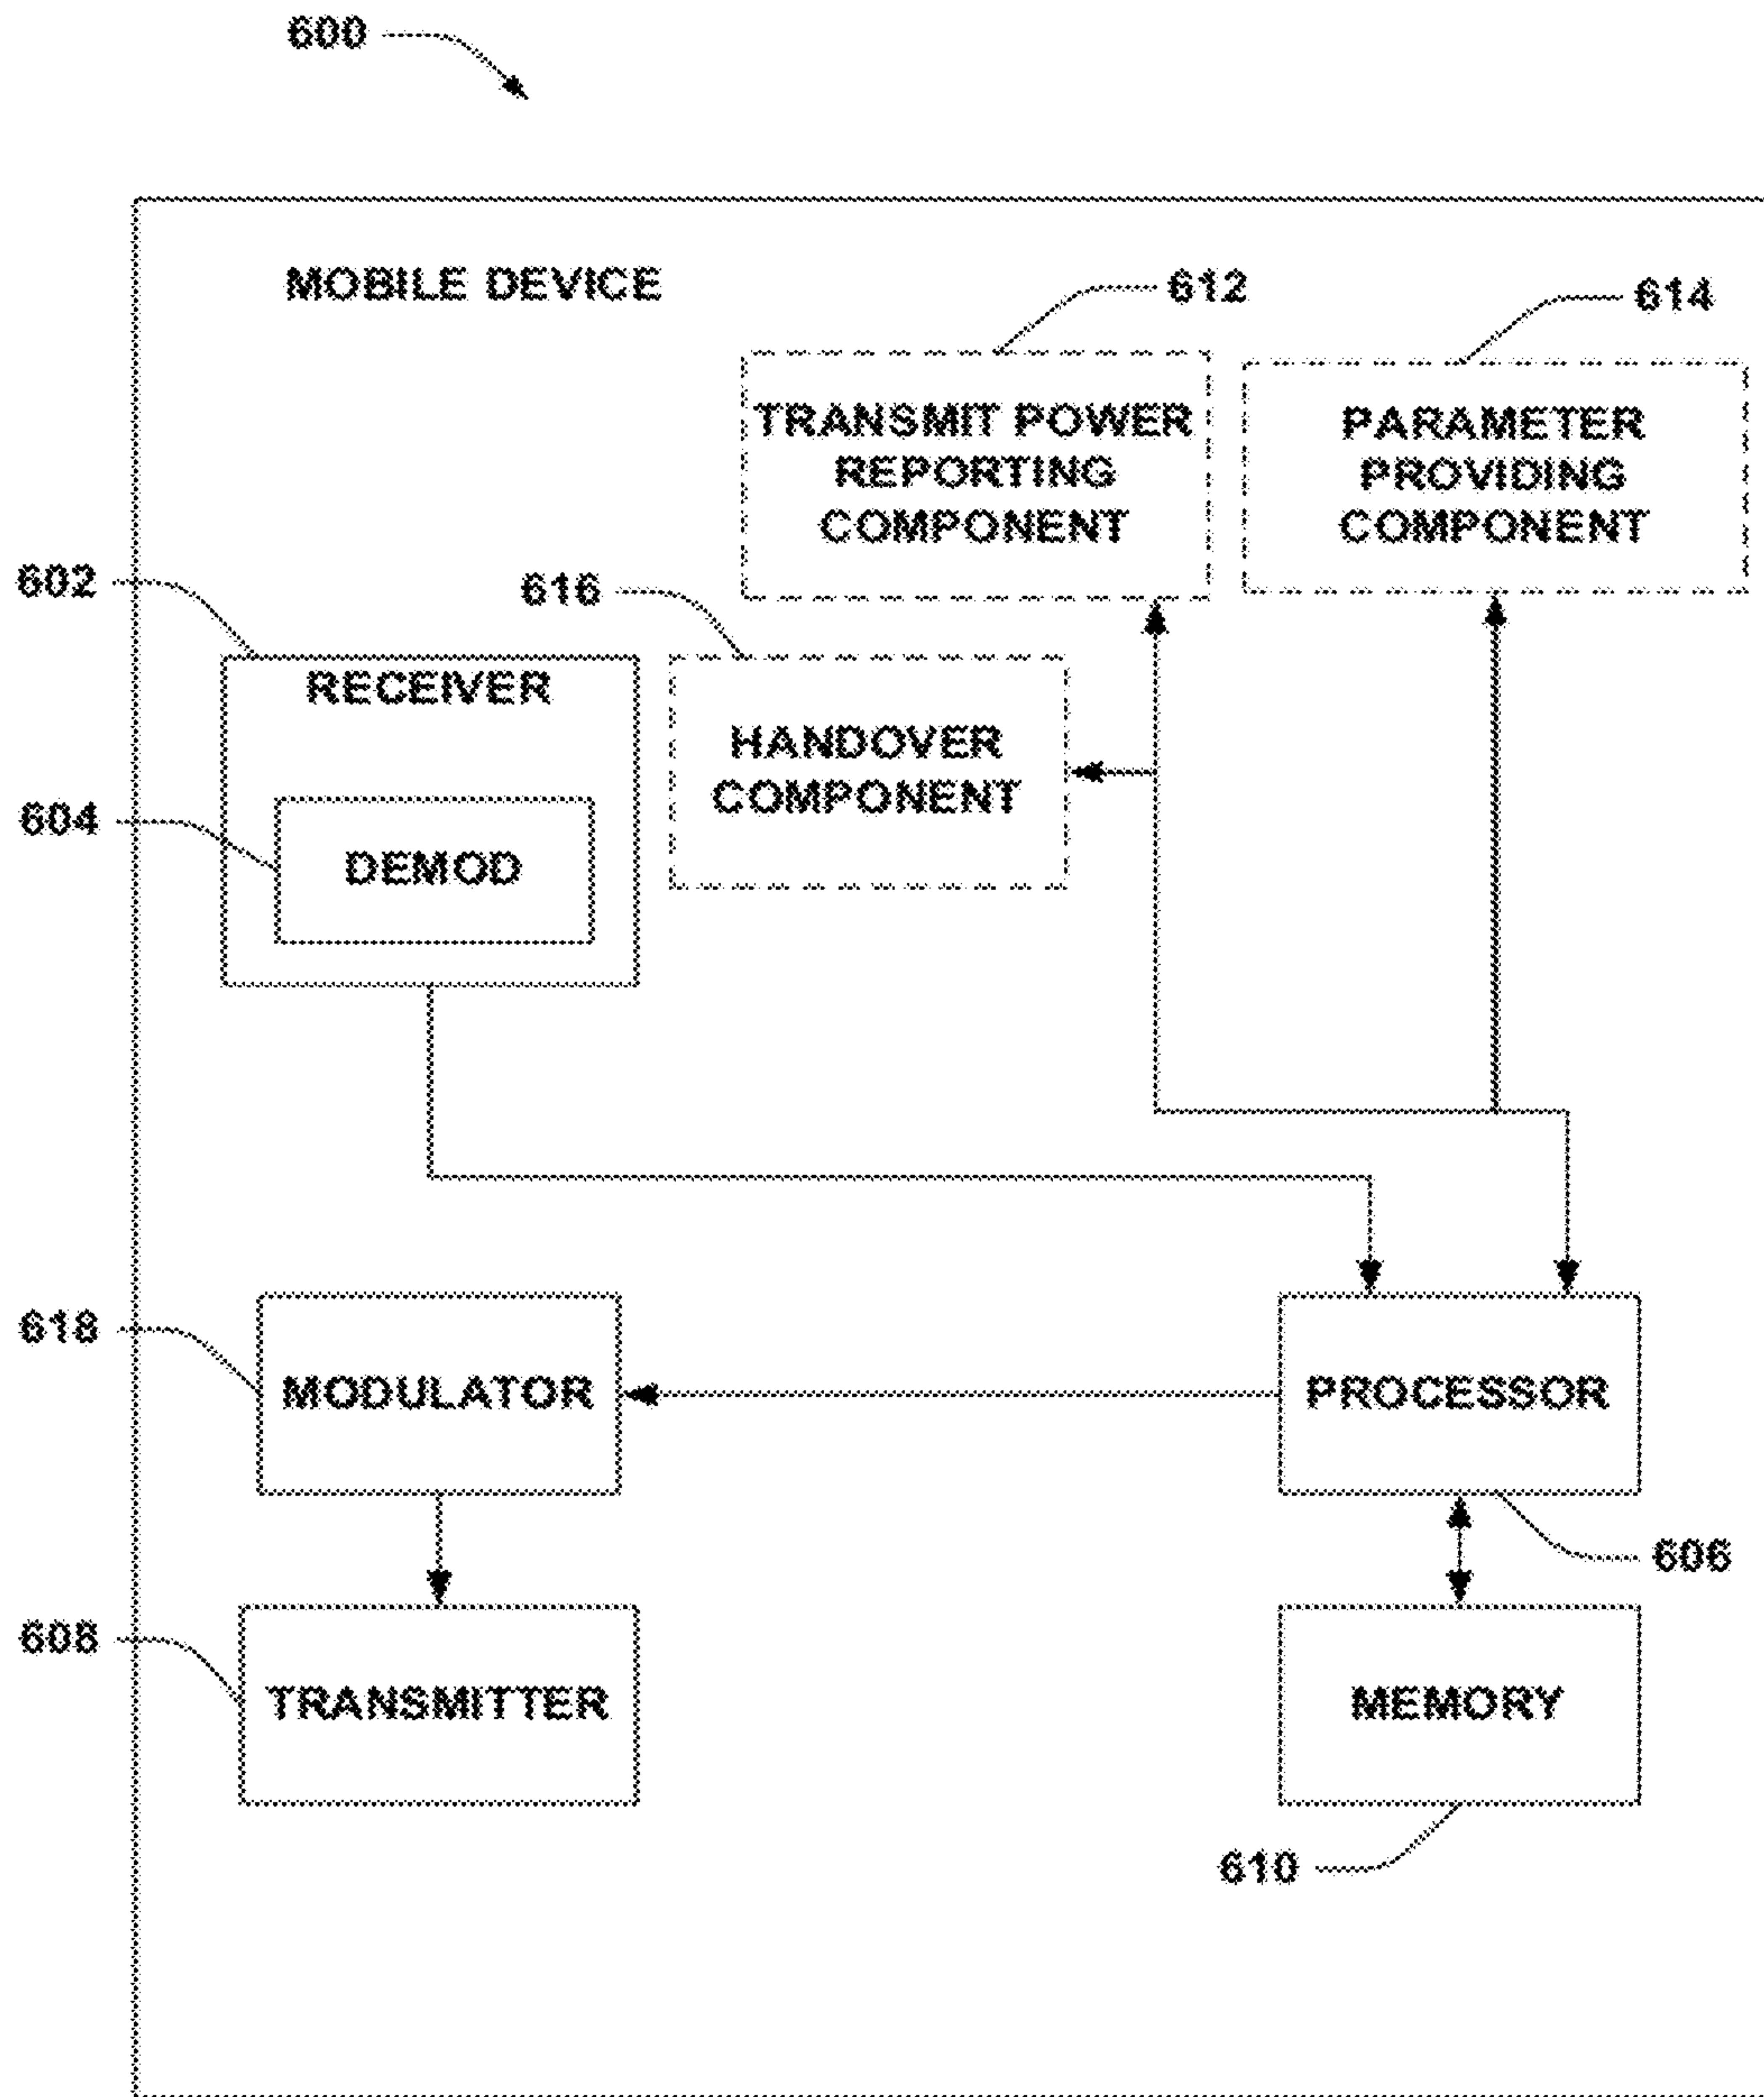 600
MOBILE DEVICE
612
614
TRANSMIT POWER
REPORTING
COMPONENT
PARAMETER
PROVIDING
COMPONENT
602
616
RECEIVER
HANDOVER
COMPONENT
604
DEMOD
618
MODULATOR
PROCESSOR
606
608
TRANSMITTER
MEMORY
610